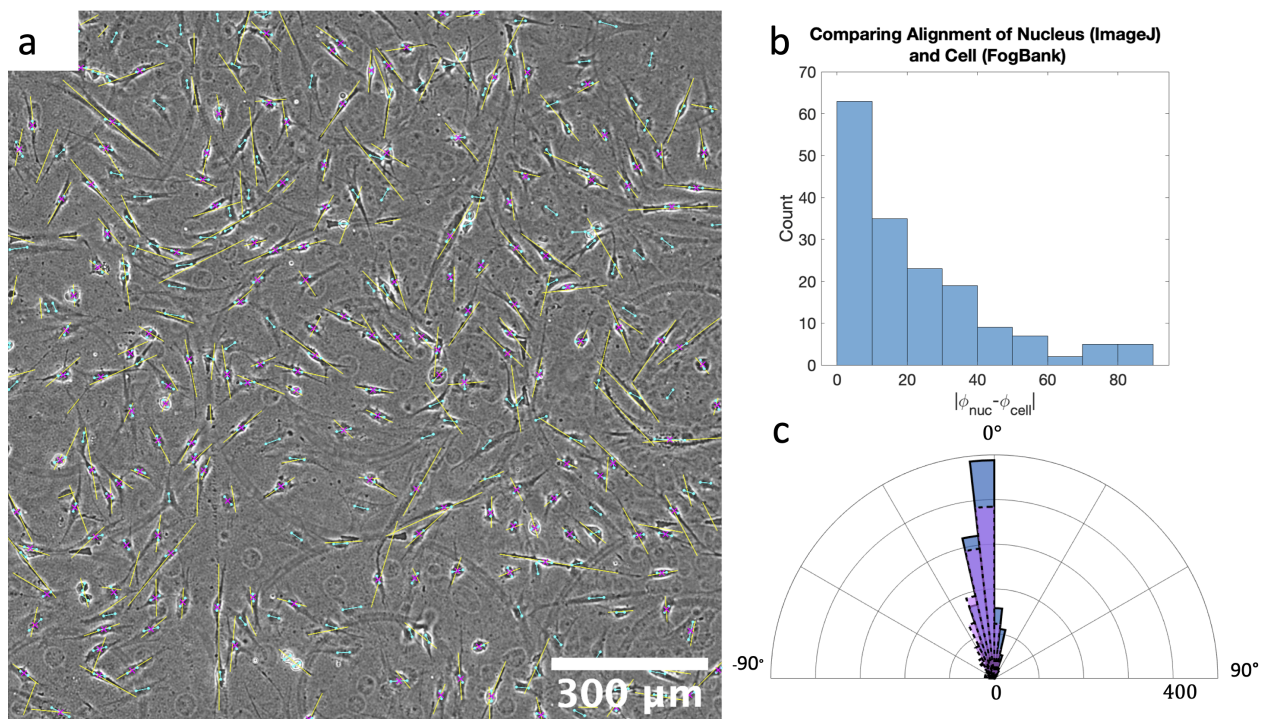 a
300 µm
b
Comparing Alignment of Nucleus (ImageJ)
and Cell (FogBank)
70
60
50
40
30
20
10
0
Count
0 20 40 60 80
|ϕnuc-ϕcell|
c
0°
-90° 90°
0 400